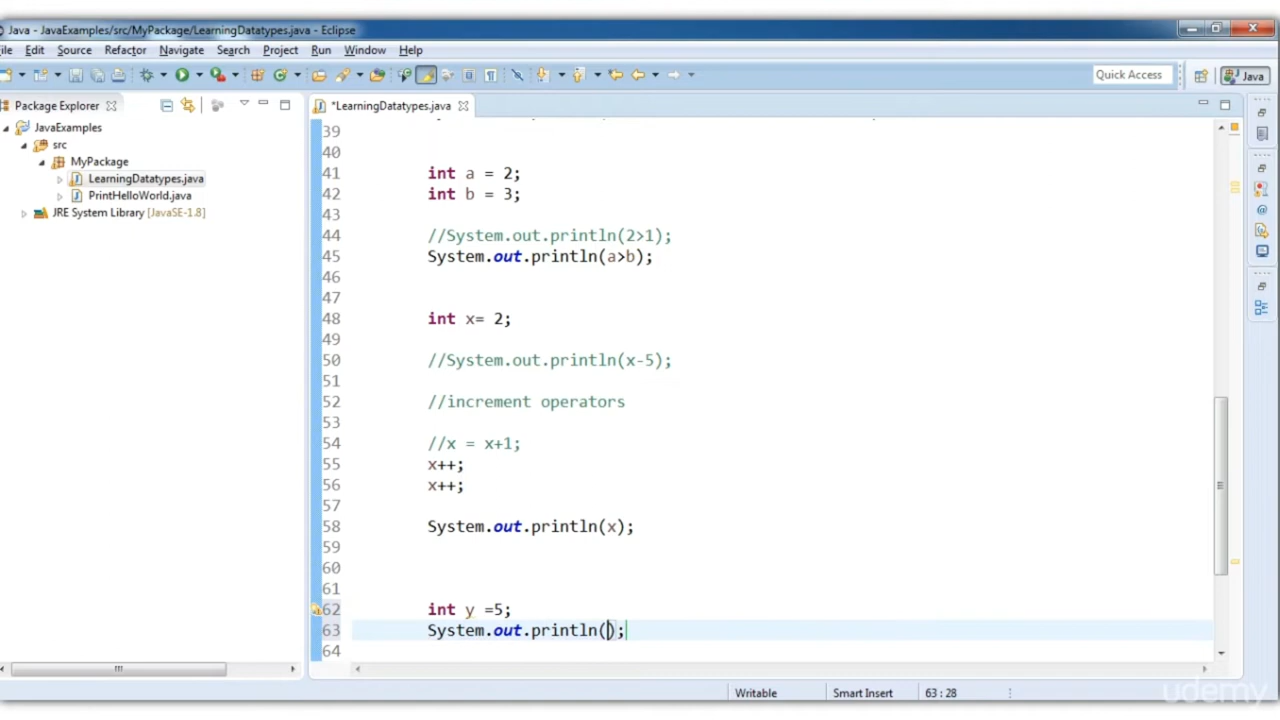 Java - JavaExamples/src/MyPackage/LearningDatatypes.java - Eclipse
ile Edit Source Refactor Navigate Search Project Run Window Help
Quick Access
Java
Package Explorer
*LearningDatatypes.java
JavaExamples
src
MyPackage
LearningDatatypes.java
PrintHelloWorld.java
JRE System Library [JavaSE-1.8]
39
40
41 int a = 2;
42 int b = 3;
43
44 //System.out.println(2>1);
45 System.out.println(a>b);
46
47
48 int x= 2;
49
50 //System.out.println(x-5);
51
52 //increment operators
53
54 //x = x+1;
55 x++;
56 x++;
57
58 System.out.println(x);
59
60
61
62 int y =5;
63 System.out.println();
64
Writable Smart Insert 63 : 28
udemy